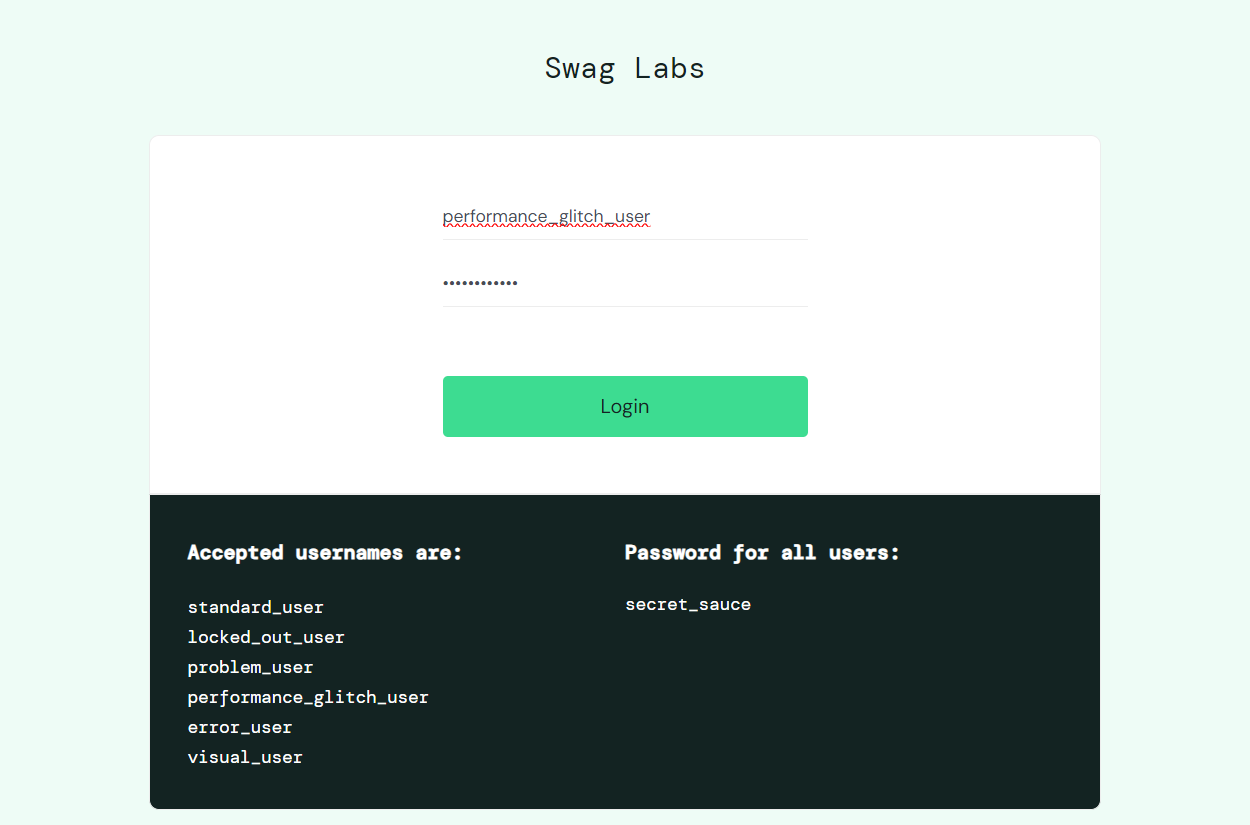 Swag Labs
performance_glitch_user
••••••••••••
Login
Accepted usernames are:
standard_user
locked_out_user
problem_user
performance_glitch_user
error_user
visual_user
Password for all users:
secret_sauce